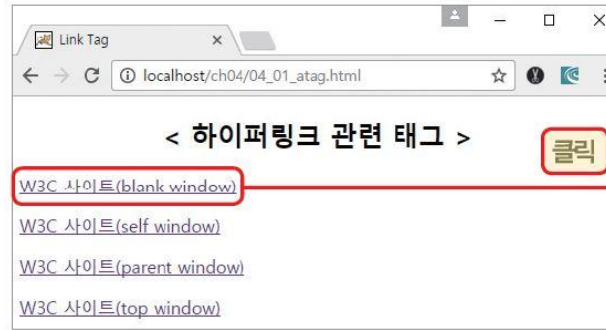 Link Tag
localhost/ch04/04_01_atag.html
< 하이퍼링크 관련 태그 >
클릭
W3C 사이트(blank window)
W3C 사이트(self window)
W3C 사이트(parent window)
W3C 사이트(top window)